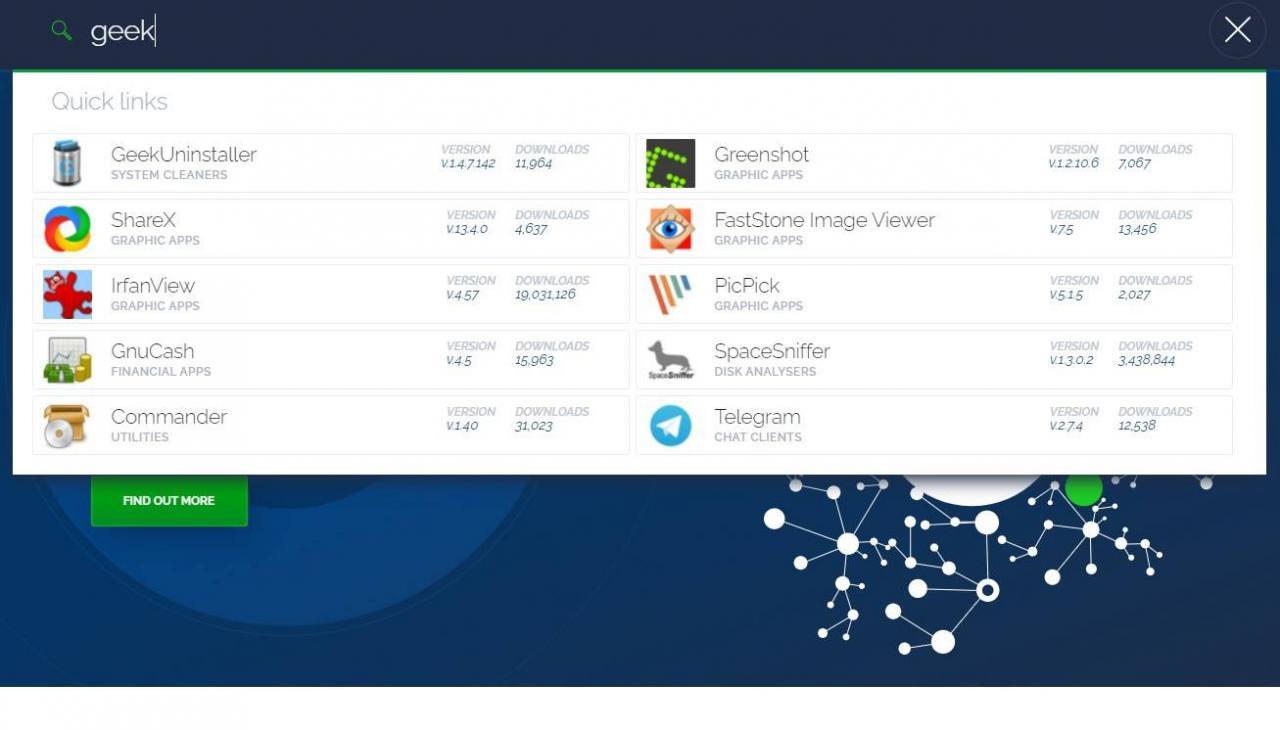 geek
Quick links
GeekUninstaller
SYSTEM CLEANERS
VERSION DOWNLOADS
v.1.4.7.142 11,964
Greenshot
GRAPHIC APPS
VERSION DOWNLOADS
v.1.2.10.6 7,067
ShareX
GRAPHIC APPS
VERSION DOWNLOADS
v.13.4.0 4,637
FastStone Image Viewer
GRAPHIC APPS
VERSION DOWNLOADS
v.7.5 13,456
IrfanView
GRAPHIC APPS
VERSION DOWNLOADS
v.4.57 19,031,126
PicPick
GRAPHIC APPS
VERSION DOWNLOADS
v.5.1.5 2,027
GnuCash
FINANCIAL APPS
VERSION DOWNLOADS
v.4.5 15,963
SpaceSniffer
SpaceSniffer
DISK ANALYSERS
VERSION DOWNLOADS
v.1.3.0.2 3,438,844
Commander
UTILITIES
VERSION DOWNLOADS
v.1.40 31,023
Telegram
CHAT CLIENTS
VERSION DOWNLOADS
v.2.7.4 12,538
FIND OUT MORE